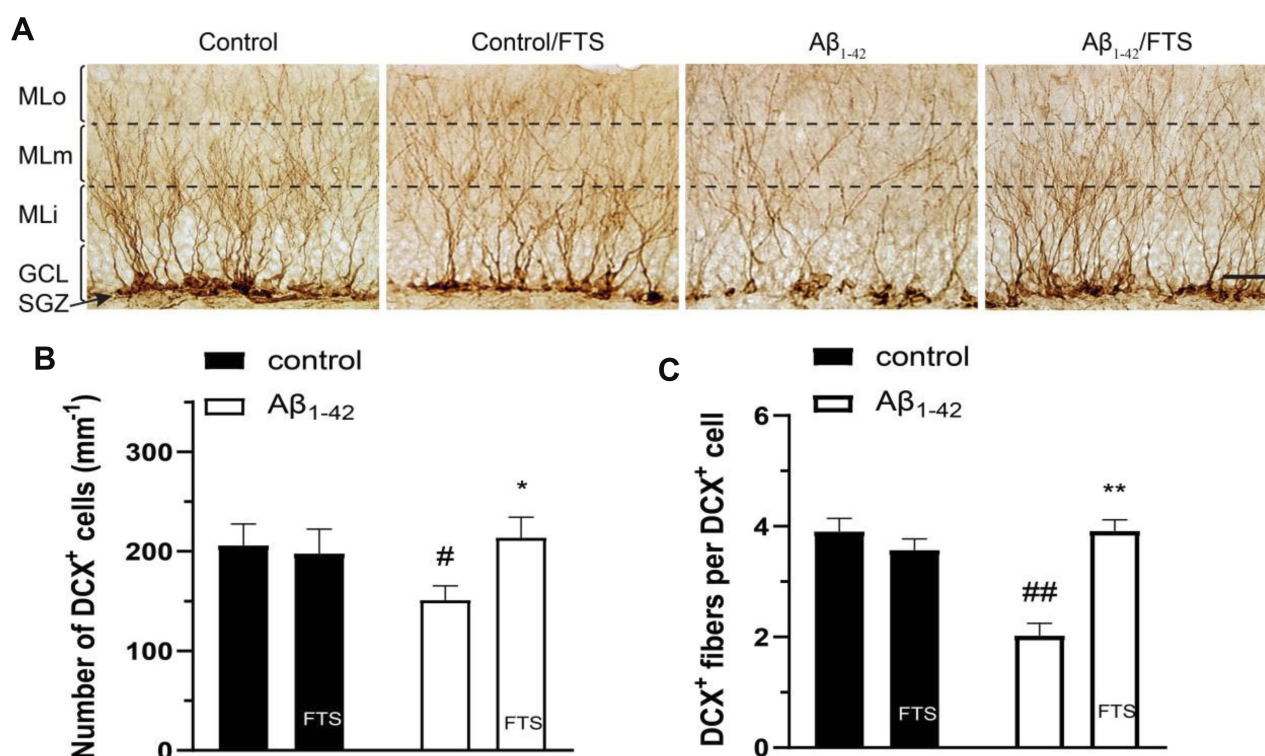 A
Control Control/FTS Aβ₁₋₄₂ Aβ₁₋₄₂/FTS
MLo
MLm
MLi
GCL
SGZ
B
control
Aβ₁₋₄₂
Number of DCX⁺ cells (mm⁻¹)
300
200
100
0
#
*
FTS
FTS
C
control
Aβ₁₋₄₂
DCX⁺ fibers per DCX⁺ cell
6
4
2
0
##
**
FTS
FTS